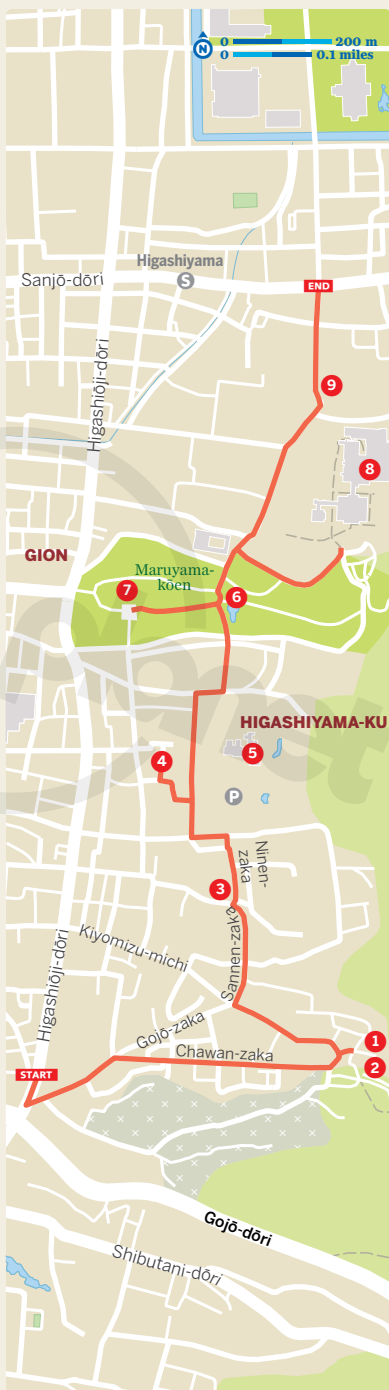 N
0 200 m
0 0.1 miles
Higashiyama
S
Sanjō-dōri
END
Higashiōji-dōri
9
8
GION
Maruyama-
kōen
7
6
HIGASHIYAMA-KU
5
4
P
Ninen-
zaka
3
Sannen-zaka
Kiyomizu-michi
Higashiōji-dōri
Gojō-zaka
1
Chawan-zaka
2
START
Gojō-dōri
Shibutani-dōri